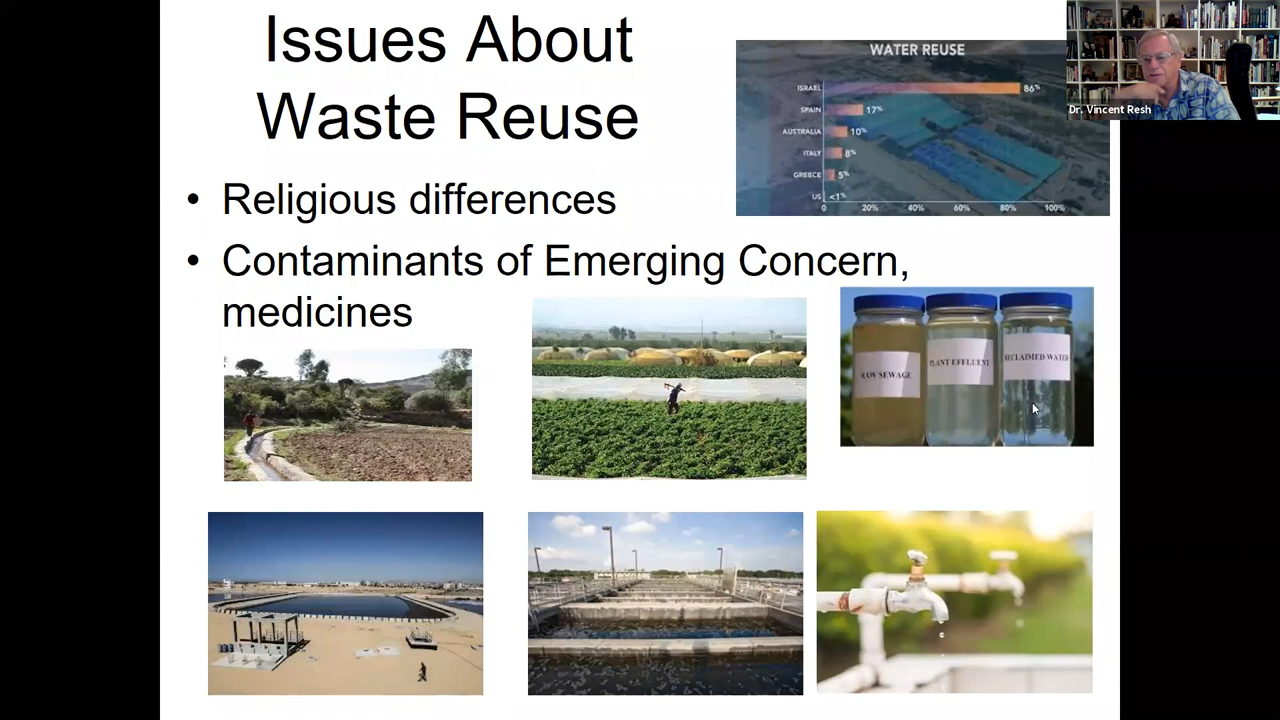 Issues About
Waste Reuse
• Religious differences
• Contaminants of Emerging Concern,
medicines
WATER REUSE
ISRAEL 86%
SPAIN 17%
AUSTRALIA 10%
ITALY 8%
GREECE 5%
US <1%
0 20% 40% 60% 80% 100%
Dr. Vincent Resh
RAW SEWAGE
PLANT EFFLUENT
RECLAIMED WATER